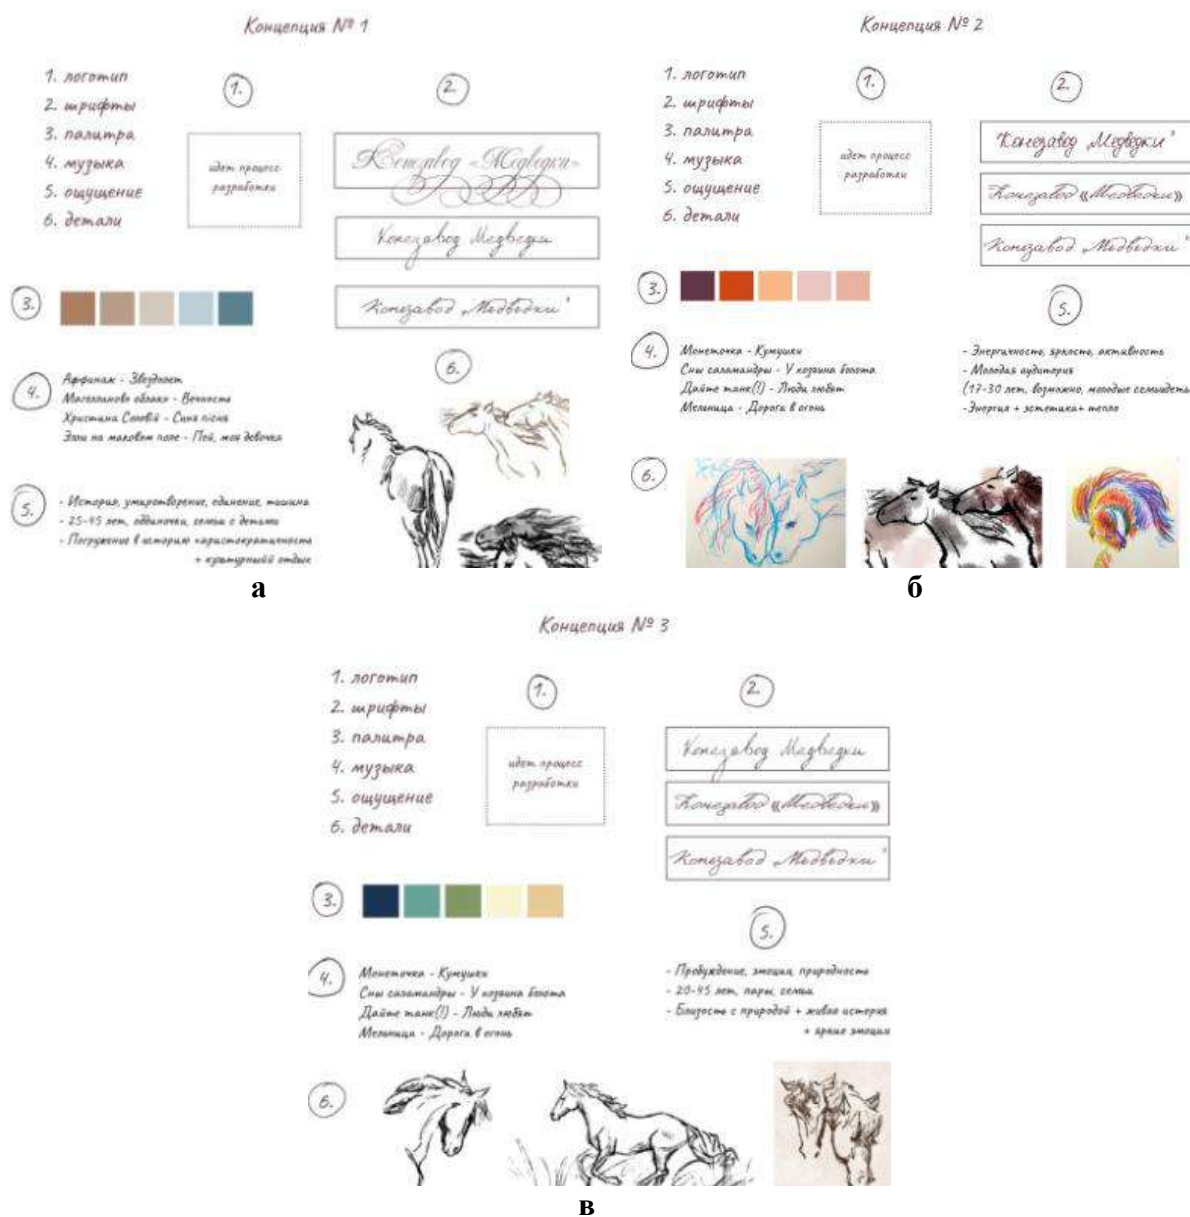 Концепция № 1
1. логотип
2. шрифты
3. палитра
4. музыка
5. ощущение
6. детали
1.
идет процесс
разработки
2.
Конезавод «Медведки»
Конезавод Медведки
Конезавод „Медведки"
3.
4.
Аффинаж - Звездочет
Магелланово облако - Вечность
Христина Соловій - Синя пісня
Элли на маковом поле - Пей, моя девочка
5.
- История, умиротворение, единение, тишина
- 25-45 лет, одиночки, семьи с детьми
- Погружение в историю +аристократичность
+ культурный отдых
6.
а
Концепция № 2
1. логотип
2. шрифты
3. палитра
4. музыка
5. ощущение
6. детали
1.
идет процесс
разработки
2.
Конезавод „Медведки"
Конезавод «Медведки»
Конезавод „Медведки"
3.
4.
Монеточка - Кумушки
Сны саламандры - У хозяина болота
Дайте танк(!) - Люди любят
Мельница - Дорога в огонь
5.
- Энергичность, яркость, активность
- Молодая аудитория
(17-30 лет, возможно, молодые
-Энергия + эстетика+ тепло
6.
б
Концепция № 3
1. логотип
2. шрифты
3. палитра
4. музыка
5. ощущение
6. детали
1.
идет процесс
разработки
2.
Конезавод Медведки
Конезавод «Медведки»
Конезавод „Медведки"
3.
4.
Монеточка - Кумушки
Сны саламандры - У хозяина болота
Дайте танк(!) - Люди любят
Мельница - Дорога в огонь
5.
- Пробуждение, эмоции, природность
- 20-45 лет, пары, семьи
- Близость с природой + живая история
+ яркие эмоции
6.
в